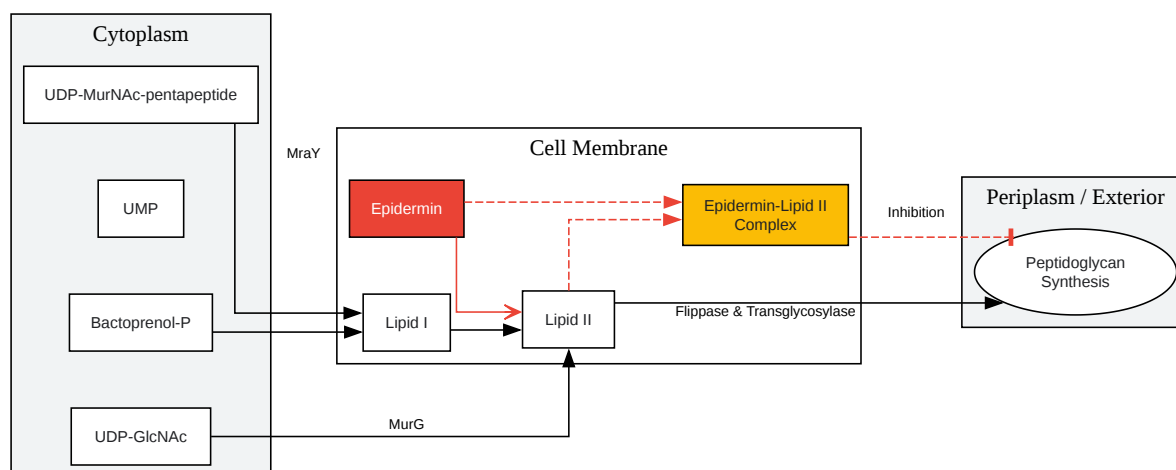 Cytoplasm
UDP-MurNAc-pentapeptide
MraY
Cell Membrane
UMP
Epidermin
Epidermin-Lipid II
Complex
Inhibition
Periplasm / Exterior
Peptidoglycan
Synthesis
Bactoprenol-P
Lipid I
Lipid II
Flippase & Transglycosylase
UDP-GlcNAc
MurG